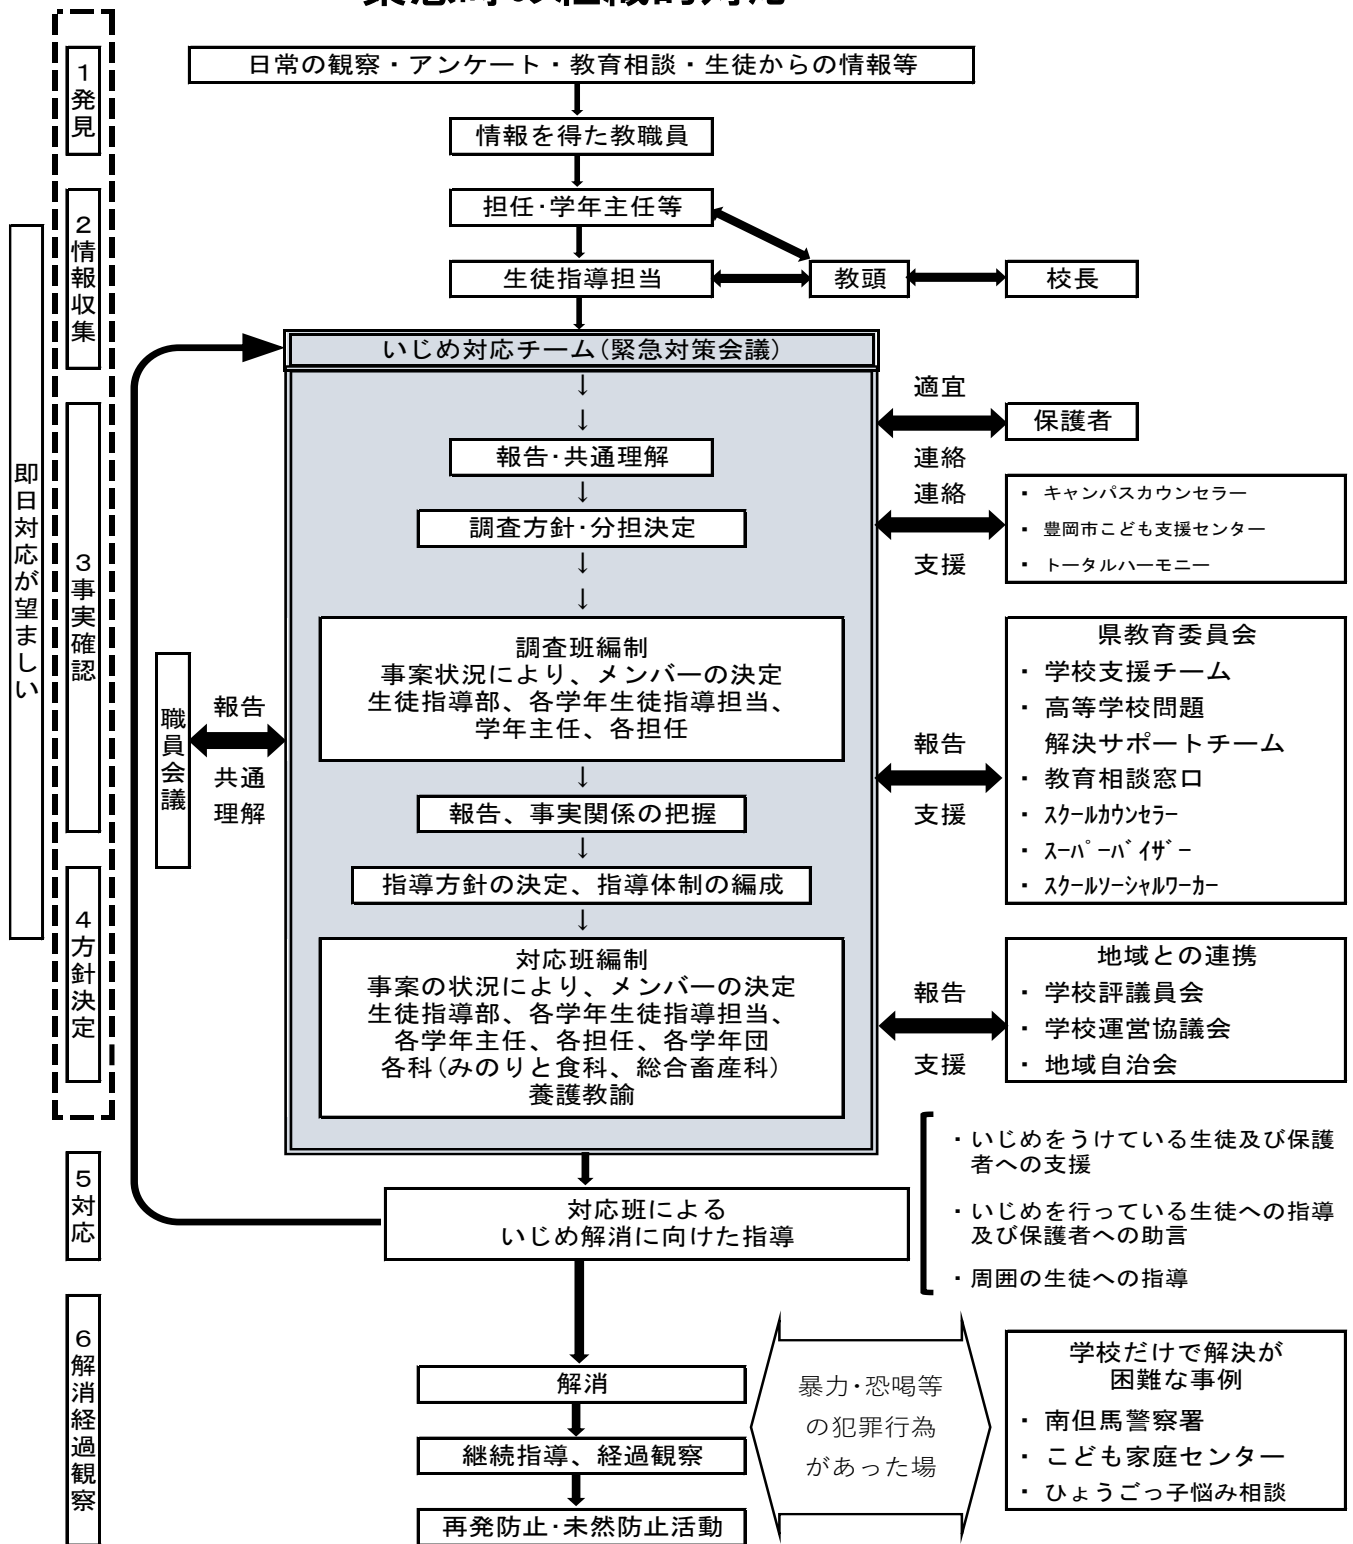 緊急時の組織的対応
1発見
日常の観察・アンケート・教育相談・生徒からの情報等
情報を得た教職員
2情報収集
担任・学年主任等
生徒指導担当
教頭
校長
いじめ対応チーム(緊急対策会議)
即日対応が望ましい
3事実確認
↓
↓
報告・共通理解
↓
調査方針・分担決定
↓
↓
調査班編制
事案状況により、メンバーの決定
生徒指導部、各学年生徒指導担当、
学年主任、各担任
↓
報告、事実関係の把握
↓
指導方針の決定、指導体制の編成
↓
職員会議
報告
共通
理解
適宜
連絡
保護者
連絡
支援
・ キャンパスカウンセラー
・ 豊岡市こども支援センター
・ トータルハーモニー
報告
支援
県教育委員会
・ 学校支援チーム
・ 高等学校問題
解決サポートチーム
・ 教育相談窓口
・ ｽｸｰﾙｶｳﾝｾﾗｰ
・ ｽｰﾊﾟｰﾊﾞｲｻﾞｰ
・ ｽｸｰﾙｿｰｼｬﾙﾜｰｶｰ
4方針決定
対応班編制
事案の状況により、メンバーの決定
生徒指導部、各学年生徒指導担当、
各学年主任、各担任、各学年団
各科(みのりと食科、総合畜産科)
養護教諭
報告
支援
地域との連携
・ 学校評議員会
・ 学校運営協議会
・ 地域自治会
5対応
対応班による
いじめ解消に向けた指導
・いじめをうけている生徒及び保護
者への支援
・いじめを行っている生徒への指導
及び保護者への助言
・周囲の生徒への指導
6解消経過観察
解消
継続指導、経過観察
再発防止・未然防止活動
暴力・恐喝等
の犯罪行為
があった場
学校だけで解決が
困難な事例
・ 南但馬警察署
・ こども家庭センター
・ ひょうごっ子悩み相談